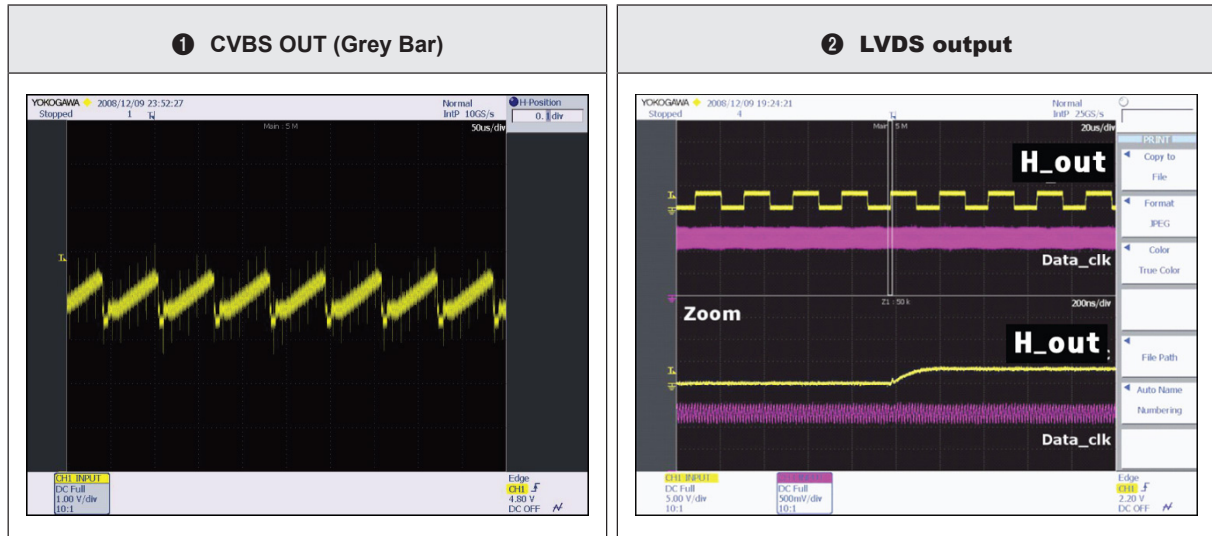 ❶ CVBS OUT (Grey Bar)
YOKOGAWA 2008/12/09 23:52:27
Stopped 1
Normal
IntP 10GS/s
H-Position
0. 1div
Main : 5 M
50us/div
CH1 INPUT
DC Full
1.00 V/div
10:1
Edge
CH1
4.80 V
DC OFF
❷ LVDS output
YOKOGAWA 2008/12/09 19:24:21
Stopped 4
Normal
IntP 25GS/s
Main 5 M
20us/div
H_out
Data_clk
Z1 : 50 k
200ns/div
Zoom
H_out
Data_clk
PRINT
Copy to
File
Format
JPEG
Color
True Color
File Path
Auto Name
Numbering
CH1 INPUT
DC Full
5.00 V/div
10:1
DC Full
500mV/div
10:1
Edge
CH1
2.20 V
DC OFF